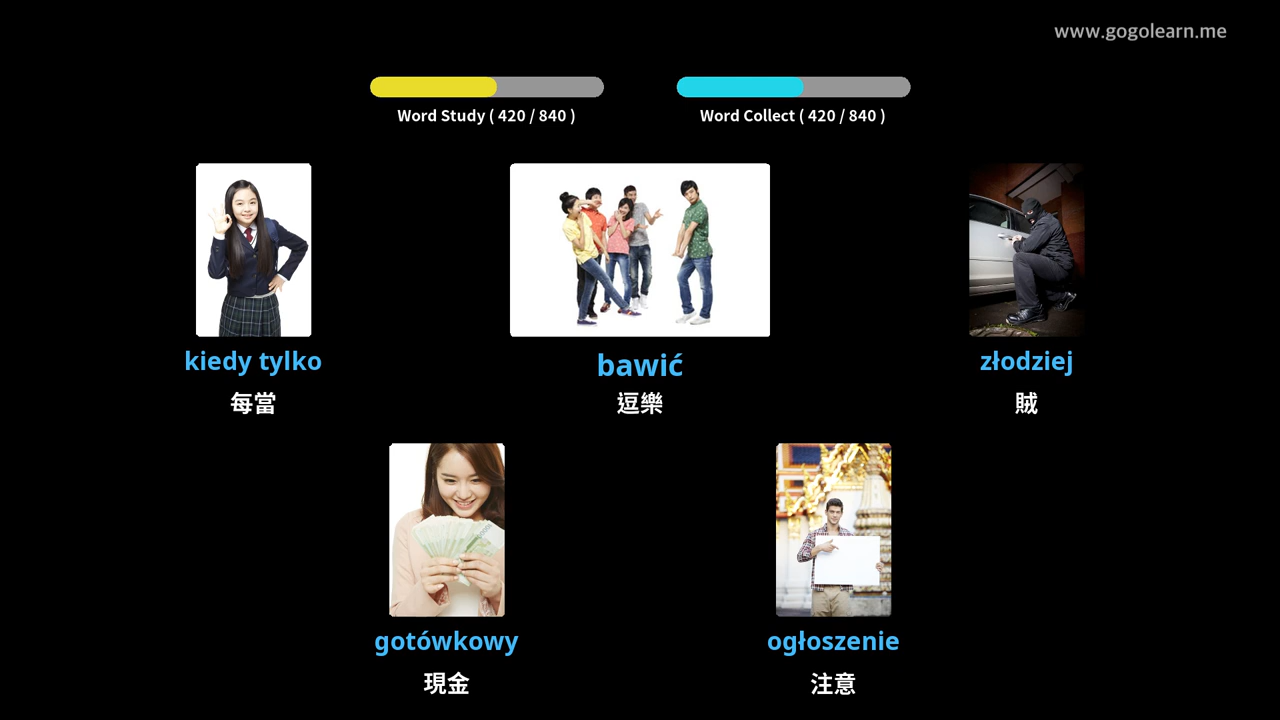 www.gogolearn.me
Word Study ( 420 / 840 )
Word Collect ( 420 / 840 )
kiedy tylko
每當
bawić
逗樂
złodziej
賊
gotówkowy
現金
ogłoszenie
注意